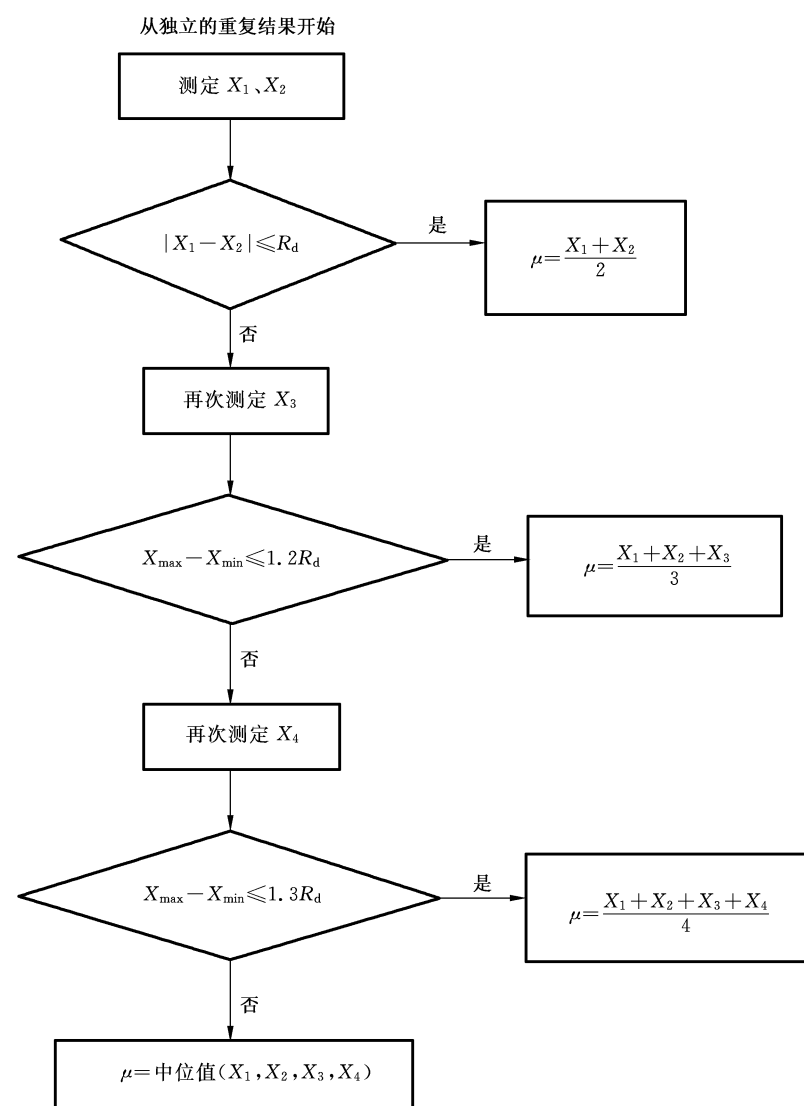 从独立的重复结果开始
测定 X₁、X₂
|X₁−X₂|≤R_d
是
μ=(X₁+X₂)/2
否
再次测定 X₃
X_max−X_min≤1.2R_d
是
μ=(X₁+X₂+X₃)/3
否
再次测定 X₄
X_max−X_min≤1.3R_d
是
μ=(X₁+X₂+X₃+X₄)/4
否
μ=中位值(X₁,X₂,X₃,X₄)